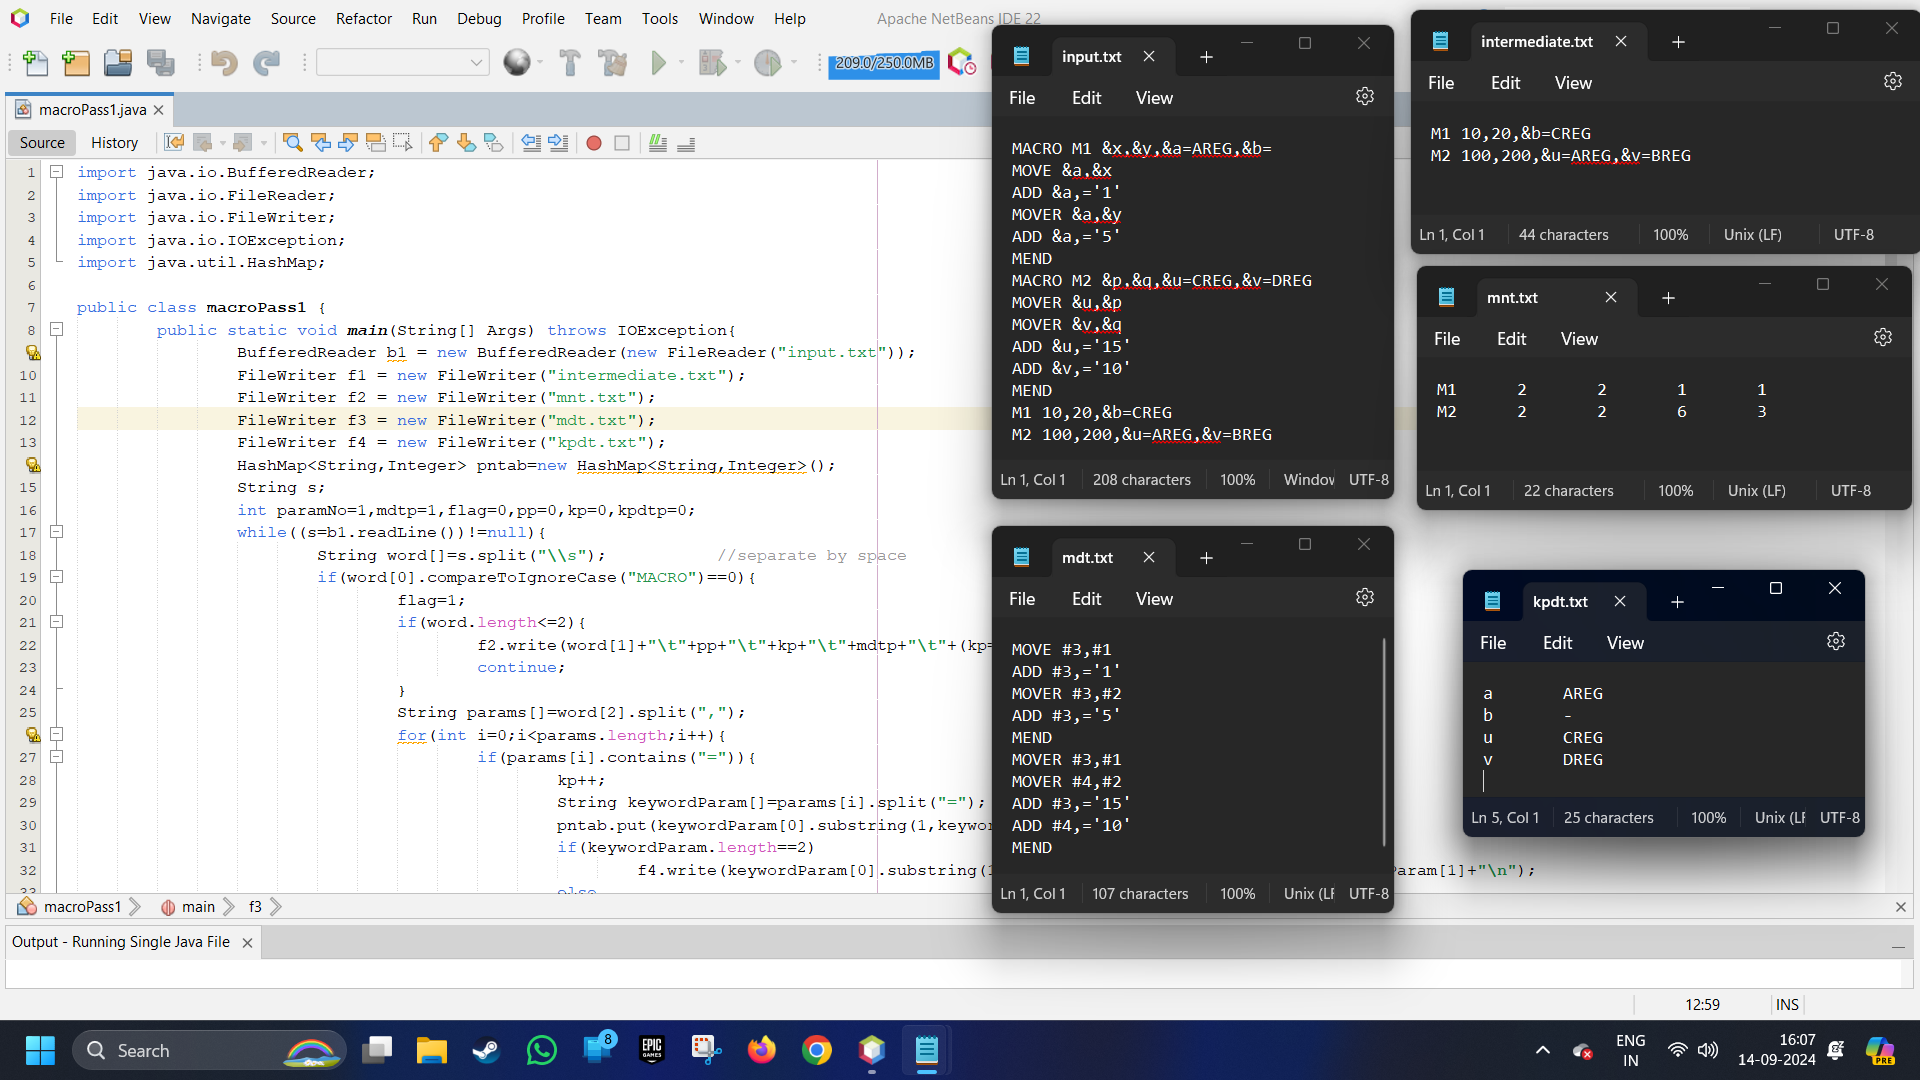 File Edit View Navigate Source Refactor Run Debug Profile Team Tools Window Help Apache NetBeans IDE 22
209.0/250.0MB
macroPass1.java
Source History
1 import java.io.BufferedReader;
2 import java.io.FileReader;
3 import java.io.FileWriter;
4 import java.io.IOException;
5 import java.util.HashMap;
6
7 public class macroPass1 {
8 public static void main(String[] Args) throws IOException{
BufferedReader b1 = new BufferedReader(new FileReader("input.txt"));
10 FileWriter f1 = new FileWriter("intermediate.txt");
11 FileWriter f2 = new FileWriter("mnt.txt");
12 FileWriter f3 = new FileWriter("mdt.txt");
13 FileWriter f4 = new FileWriter("kpdt.txt");
HashMap<String,Integer> pntab=new HashMap<String,Integer>();
15 String s;
16 int paramNo=1,mdtp=1,flag=0,pp=0,kp=0,kpdtp=0;
17 while((s=b1.readLine())!=null){
18 String word[]=s.split("\\s"); //separate by space
19 if(word[0].compareToIgnoreCase("MACRO")==0){
20 flag=1;
21 if(word.length<=2){
22 f2.write(word[1]+"\t"+pp+"\t"+kp+"\t"+mdtp+"\t"+(kp=
23 continue;
24 }
25 String params[]=word[2].split(",");
for(int i=0;i<params.length;i++){
27 if(params[i].contains("=")){
28 kp++;
29 String keywordParam[]=params[i].split("=");
30 pntab.put(keywordParam[0].substring(1,keywor
31 if(keywordParam.length==2)
32 f4.write(keywordParam[0].substring(1 Param[1]+"\n");
33 else
macroPass1 main f3
Output - Running Single Java File
12:59 INS
input.txt
File Edit View
MACRO M1 &x,&y,&a=AREG,&b=
MOVE &a,&x
ADD &a,='1'
MOVER &a,&y
ADD &a,='5'
MEND
MACRO M2 &p,&q,&u=CREG,&v=DREG
MOVER &u,&p
MOVER &v,&q
ADD &u,='15'
ADD &v,='10'
MEND
M1 10,20,&b=CREG
M2 100,200,&u=AREG,&v=BREG
Ln 1, Col 1 208 characters 100% Window UTF-8
intermediate.txt
File Edit View
M1 10,20,&b=CREG
M2 100,200,&u=AREG,&v=BREG
Ln 1, Col 1 44 characters 100% Unix (LF) UTF-8
mnt.txt
File Edit View
M1 2 2 1 1
M2 2 2 6 3
Ln 1, Col 1 22 characters 100% Unix (LF) UTF-8
mdt.txt
File Edit View
MOVE #3,#1
ADD #3,='1'
MOVER #3,#2
ADD #3,='5'
MEND
MOVER #3,#1
MOVER #4,#2
ADD #3,='15'
ADD #4,='10'
MEND
Ln 1, Col 1 107 characters 100% Unix (LF UTF-8
kpdt.txt
File Edit View
a AREG
b -
u CREG
v DREG
Ln 5, Col 1 25 characters 100% Unix (LF UTF-8
Search
8
EPIC GAMES
ENG
IN
16:07
14-09-2024
PRE